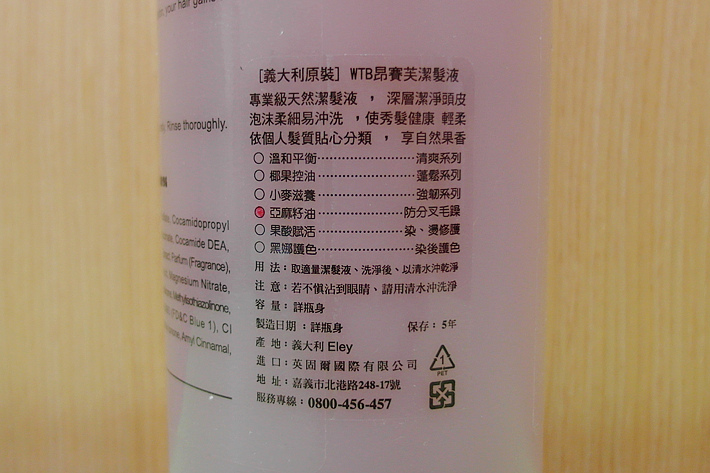 your hair gains
Rinse thoroughly.
Cocamidopropyl
Cocamide DEA,
Parfum (Fragrance),
Magnesium Nitrate,
Methylisothiazolinone,
(FD&C Blue 1), CI
Amyl Cinnamal,
[義大利原裝] WTB昂賽芙潔髮液
專業級天然潔髮液 , 深層潔淨頭皮
泡沫柔細易沖洗 ,使秀髮健康 輕柔
依個人髮質貼心分類 , 享自然果香
○ 溫和平衡················清爽系列
○ 椰果控油················蓬鬆系列
○ 小麥滋養················強韌系列
● 亞麻籽油··············防分叉毛躁
○ 果酸賦活············染、燙修護
○ 黑娜護色················染後護色
用 法:取適量潔髮液、洗淨後、以清水沖乾淨
注 意:若不慎沾到眼睛、請用清水沖洗淨
容 量:詳瓶身
製造日期:詳瓶身 保存:5年
產 地:義大利 Eley
進 口:英固爾國際有限公司
地 址:嘉義市北港路248-17號
服務專線:0800-456-457
1
PET